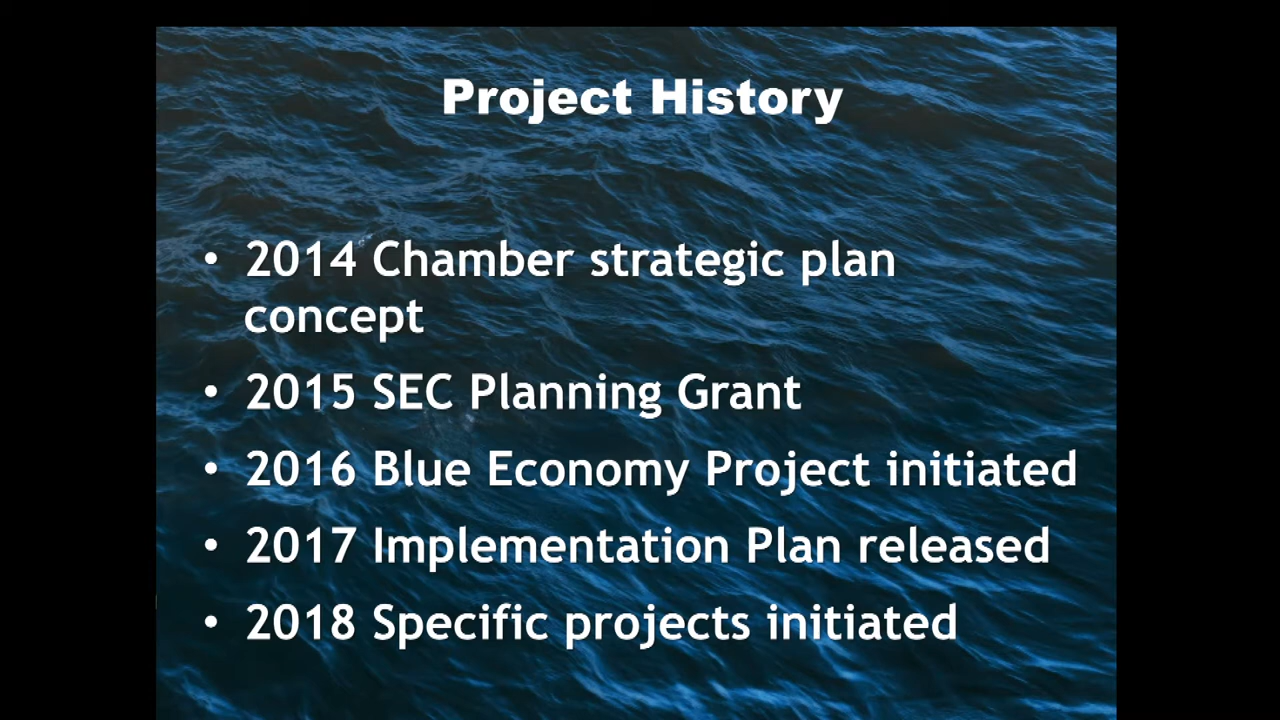 Project History
• 2014 Chamber strategic plan
concept
• 2015 SEC Planning Grant
• 2016 Blue Economy Project initiated
• 2017 Implementation Plan released
• 2018 Specific projects initiated